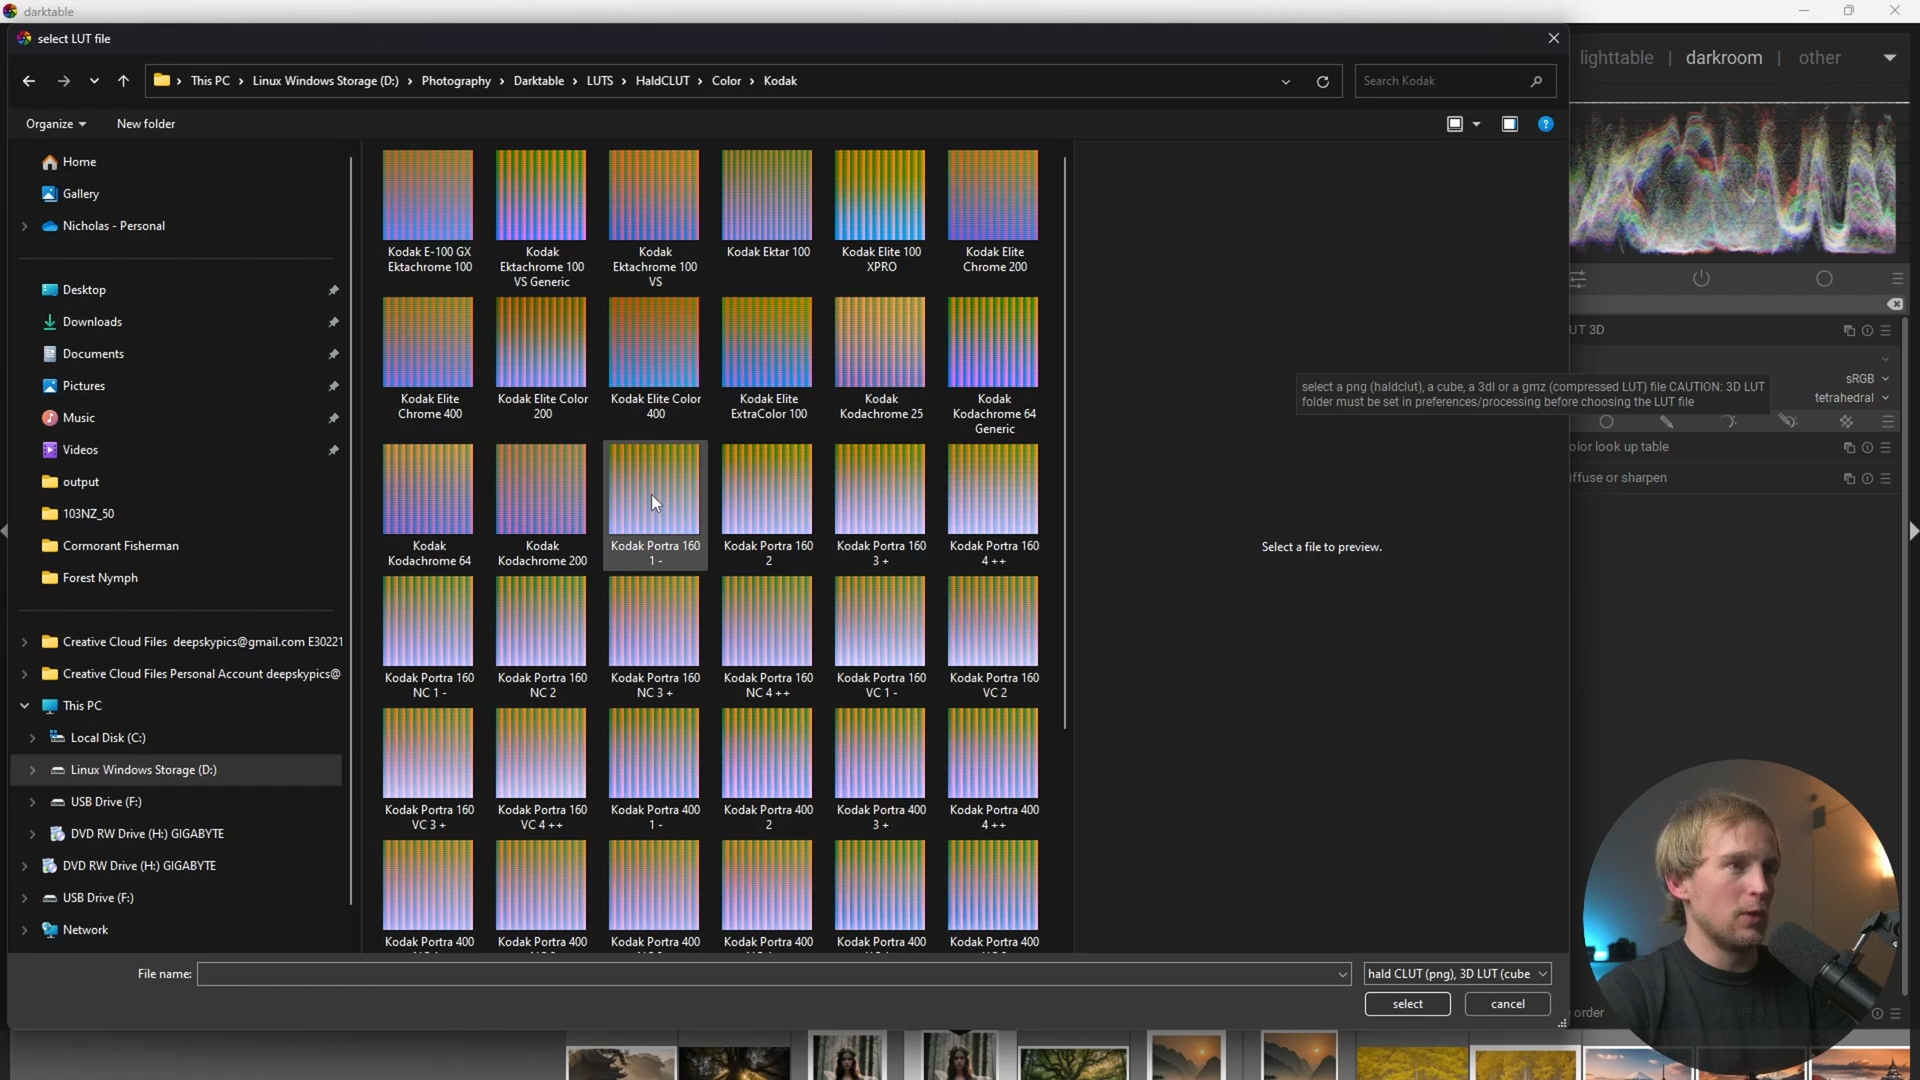 darktable
select LUT file
This PC > Linux Windows Storage (D:) > Photography > Darktable > LUTS > HaldCLUT > Color > Kodak
Search Kodak
lighttable | darkroom | other
Organize
New folder
Home
Gallery
Nicholas - Personal
Desktop
Downloads
Documents
Pictures
Music
Videos
output
103NZ_50
Cormorant Fisherman
Forest Nymph
Creative Cloud Files deepskypics@gmail.com E30221
Creative Cloud Files Personal Account deepskypics@
This PC
Local Disk (C:)
Linux Windows Storage (D:)
USB Drive (F:)
DVD RW Drive (H:) GIGABYTE
DVD RW Drive (H:) GIGABYTE
USB Drive (F:)
Network
Kodak E-100 GX
Ektachrome 100
Kodak
Ektachrome 100
VS Generic
Kodak
Ektachrome 100
VS
Kodak Ektar 100
Kodak Elite 100
XPRO
Kodak Elite
Chrome 200
Kodak Elite
Chrome 400
Kodak Elite Color
200
Kodak Elite Color
400
Kodak Elite
ExtraColor 100
Kodak
Kodachrome 25
Kodak
Kodachrome 64
Generic
Kodak
Kodachrome 64
Kodak
Kodachrome 200
Kodak Portra 160
1 -
Kodak Portra 160
2
Kodak Portra 160
3 +
Kodak Portra 160
4 ++
Kodak Portra 160
NC 1 -
Kodak Portra 160
NC 2
Kodak Portra 160
NC 3 +
Kodak Portra 160
NC 4 ++
Kodak Portra 160
VC 1 -
Kodak Portra 160
VC 2
Kodak Portra 160
VC 3 +
Kodak Portra 160
VC 4 ++
Kodak Portra 400
1 -
Kodak Portra 400
2
Kodak Portra 400
3 +
Kodak Portra 400
4 ++
Kodak Portra 400
Kodak Portra 400
Kodak Portra 400
Kodak Portra 400
Kodak Portra 400
Kodak Portra 400
Select a file to preview.
UT 3D
sRGB
select a png (haldclut), a cube, a 3dl or a gmz (compressed LUT) file CAUTION: 3D LUT
folder must be set in preferences/processing before choosing the LUT file
tetrahedral
olor look up table
iffuse or sharpen
File name:
hald CLUT (png), 3D LUT (cube
select
cancel
order